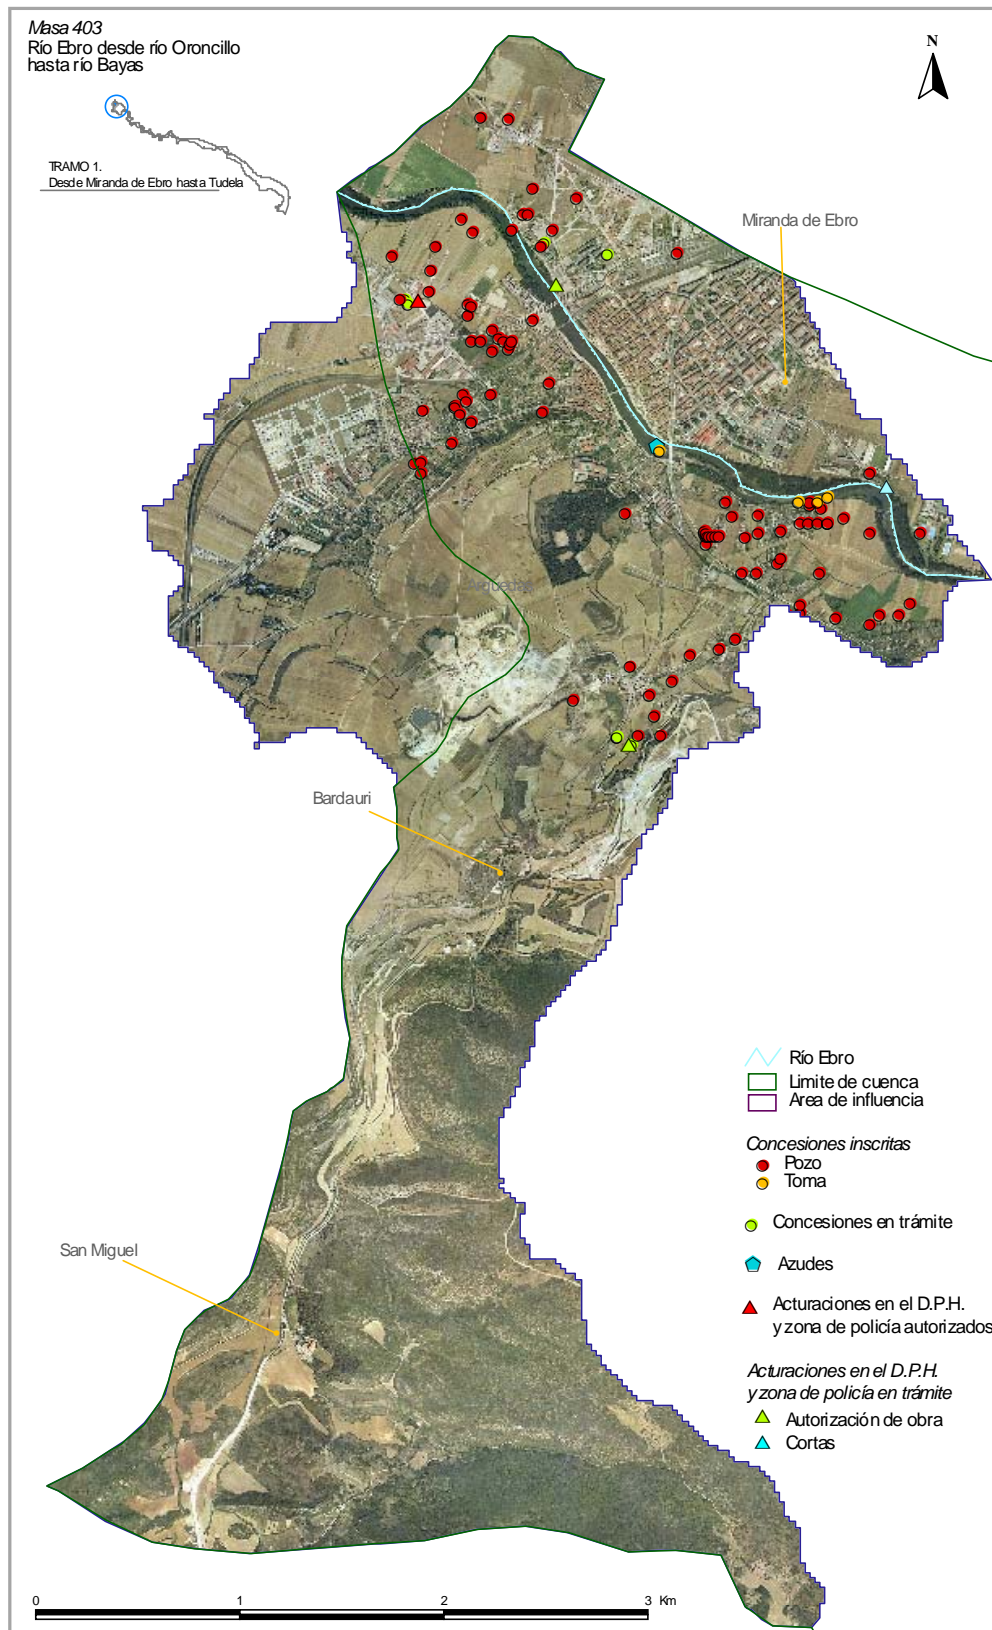 Masa 403
Río Ebro desde río Oroncillo
hasta río Bayas
N
TRAMO 1.
Desde Miranda de Ebro hasta Tudela
Miranda de Ebro
Bardauri
San Miguel
Río Ebro
Limite de cuenca
Area de influencia
Concesiones inscritas
Pozo
Toma
Concesiones en trámite
Azudes
Acturaciones en el D.P.H.
y zona de policía autorizados
Acturaciones en el D.P.H.
y zona de policía en trámite
Autorización de obra
Cortas
0 1 2 3 Km